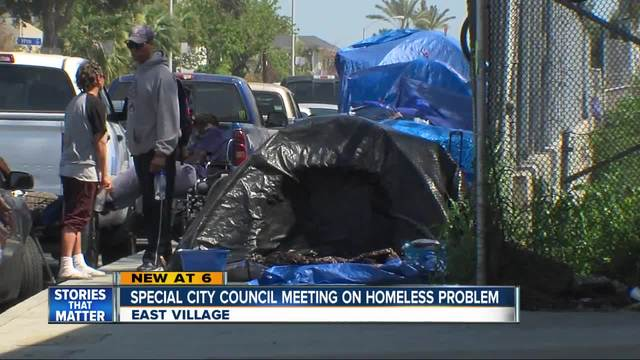 NEW AT 6
STORIES THAT MATTER
SPECIAL CITY COUNCIL MEETING ON HOMELESS PROBLEM
EAST VILLAGE